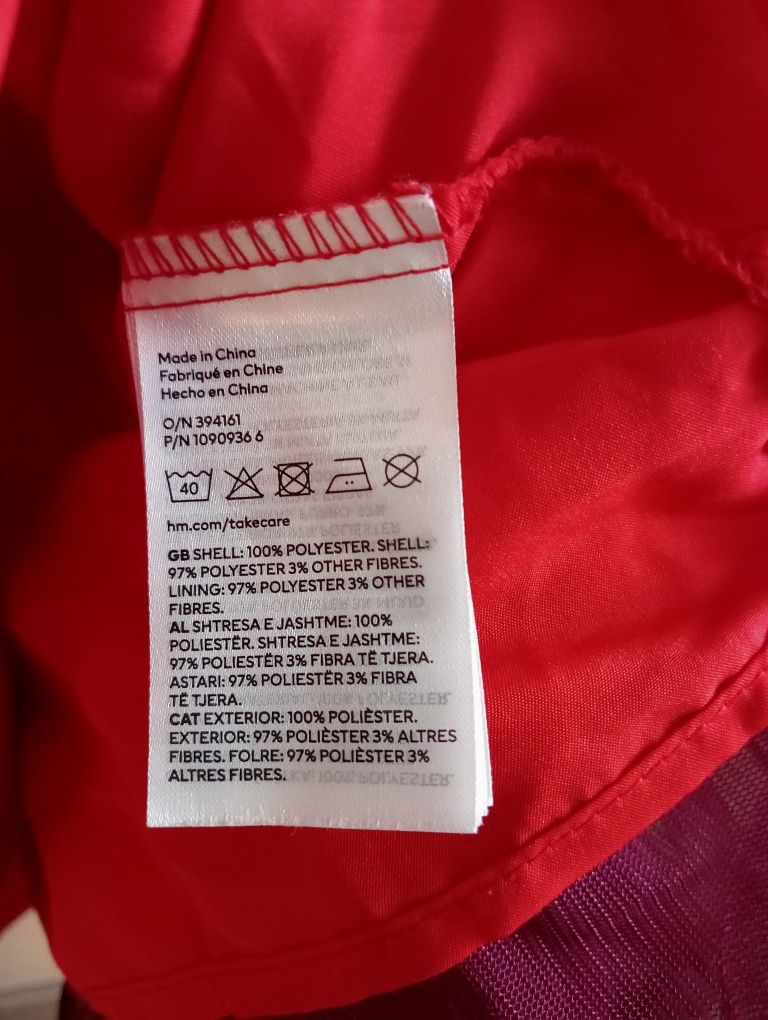 Made in China
Fabriqué en Chine
Hecho en China
O/N 394161
P/N 1090936 6
40
hm.com/takecare
GB SHELL: 100% POLYESTER. SHELL:
97% POLYESTER 3% OTHER FIBRES.
LINING: 97% POLYESTER 3% OTHER
FIBRES.
AL SHTRESA E JASHTME: 100%
POLIESTËR. SHTRESA E JASHTME:
97% POLIESTËR 3% FIBRA TË TJERA.
ASTARI: 97% POLIESTËR 3% FIBRA
TË TJERA.
CAT EXTERIOR: 100% POLIÈSTER.
EXTERIOR: 97% POLIÈSTER 3% ALTRES
FIBRES. FOLRE: 97% POLIÈSTER 3%
ALTRES FIBRES.